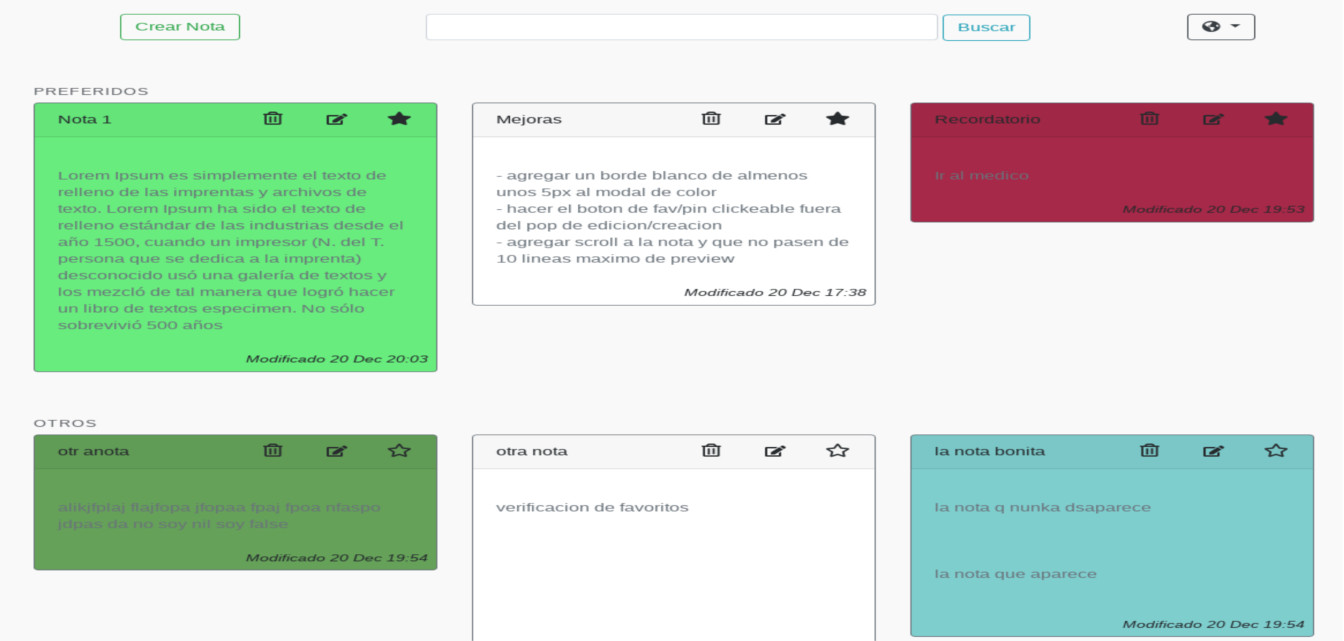 Crear Nota
Buscar
PREFERIDOS
Nota 1
Lorem Ipsum es simplemente el texto de
relleno de las imprentas y archivos de
texto. Lorem Ipsum ha sido el texto de
relleno estándar de las industrias desde el
año 1500, cuando un impresor (N. del T.
persona que se dedica a la imprenta)
desconocido usó una galería de textos y
los mezcló de tal manera que logró hacer
un libro de textos especimen. No sólo
sobrevivió 500 años
Modificado 20 Dec 20:03
Mejoras
- agregar un borde blanco de almenos
unos 5px al modal de color
- hacer el boton de fav/pin clickeable fuera
del pop de edicion/creacion
- agregar scroll a la nota y que no pasen de
10 lineas maximo de preview
Modificado 20 Dec 17:38
Recordatorio
Ir al medico
Modificado 20 Dec 19:53
OTROS
otr anota
alikjfplaj flajfopa jfopaa fpaj fpoa nfaspo
jdpas da no soy nil soy false
Modificado 20 Dec 19:54
otra nota
verificacion de favoritos
la nota bonita
la nota q nunka dsaparece
la nota que aparece
Modificado 20 Dec 19:54